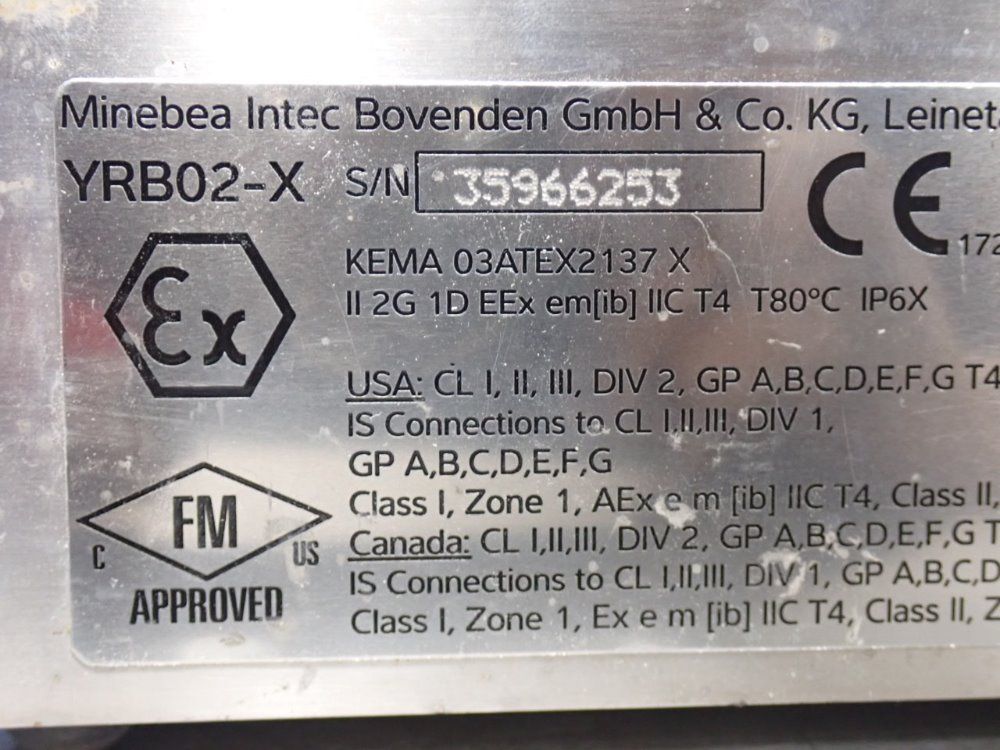 Minebea Intec Bovenden GmbH & Co. KG, Leinet
YRB02-X S/N 35966253
CE 172
KEMA 03ATEX2137 X
II 2G 1D EEx em[ib] IIC T4 T80°C IP6X
Ex
USA: CL I, II, III, DIV 2, GP A,B,C,D,E,F,G T4
IS Connections to CL I,II,III, DIV 1,
GP A,B,C,D,E,F,G
Class I, Zone 1, AEx e m [ib] IIC T4, Class II,
Canada: CL I,II,III, DIV 2, GP A,B,C,D,E,F,G T
IS Connections to CL I,II,III, DIV 1, GP A,B,C,D
Class I, Zone 1, Ex e m [ib] IIC T4, Class II, Z
FM
C US
APPROVED